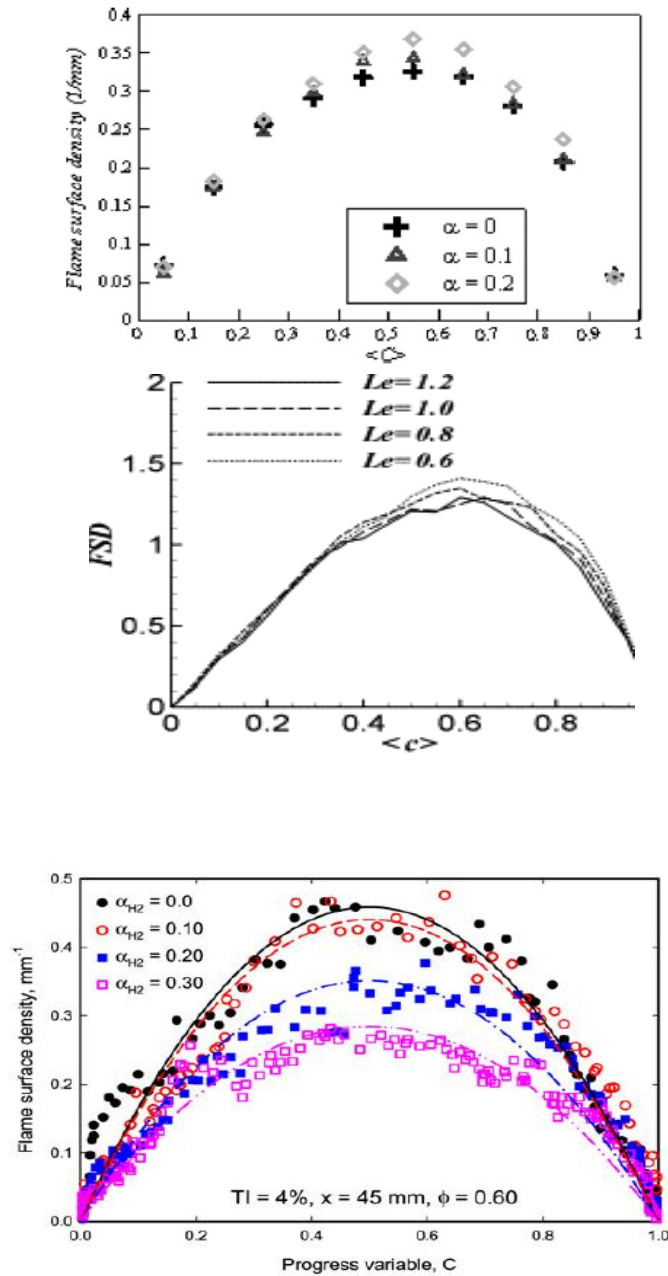 0.4
0.35
0.3
0.25
0.2
0.15
0.1
0.05
0
Flame surface density (1/mm)
α = 0
α = 0.1
α = 0.2
0 0.1 0.2 0.3 0.4 0.5 0.6 0.7 0.8 0.9 1
<C>
2
1.5
1
0.5
0
FSD
Le=1.2
Le=1.0
Le=0.8
Le=0.6
0 0.2 0.4 0.6 0.8
<c>
0.5
0.4
0.3
0.2
0.1
0.0
Flame surface density, mm⁻¹
αH2 = 0.0
αH2 = 0.10
αH2 = 0.20
αH2 = 0.30
TI = 4%, x = 45 mm, ϕ = 0.60
0.0 0.2 0.4 0.6 0.8 1.0
Progress variable, C